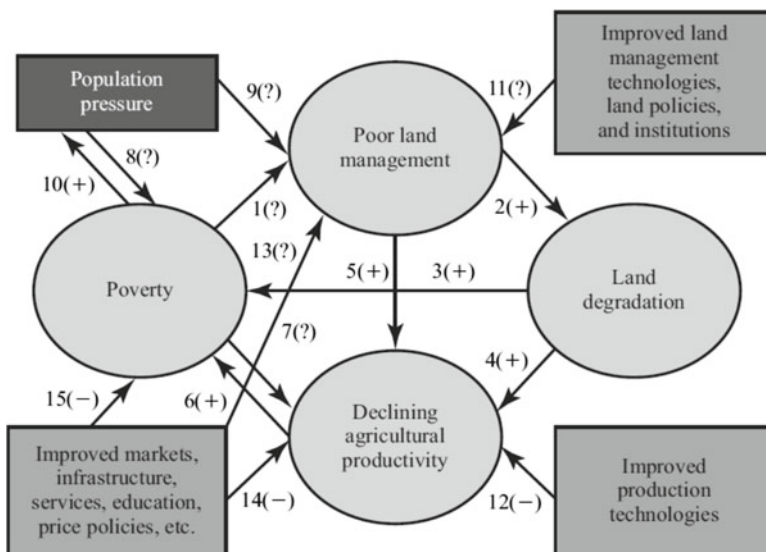 Population
pressure
9(?)
11(?)
Improved land
management
technologies,
land policies,
and institutions
Poor land
management
8(?)
10(+)
1(?)
2(+)
13(?)
Poverty
5(+)
3(+)
Land
degradation
7(?)
4(+)
15(−)
6(+)
Declining
agricultural
productivity
Improved markets,
infrastructure,
services, education,
price policies, etc.
14(−)
12(−)
Improved
production
technologies